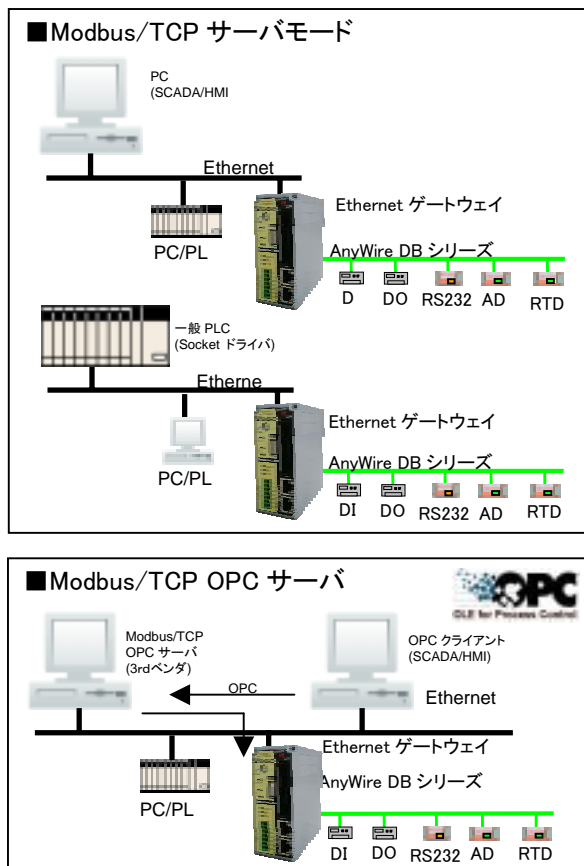 ■Modbus/TCP サーバモード
PC
(SCADA/HMI
Ethernet
PC/PL
Ethernet ゲートウェイ
AnyWire DB シリーズ
D DO RS232 AD RTD
一般 PLC
(Socket ドライバ)
Etherne
PC/PL
Ethernet ゲートウェイ
AnyWire DB シリーズ
DI DO RS232 AD RTD
■Modbus/TCP OPC サーバ
OPC
OLE for Process Control
Modbus/TCP
OPC サーバ
(3rdベンダ)
OPC クライアント
(SCADA/HMI)
OPC
Ethernet
PC/PL
Ethernet ゲートウェイ
AnyWire DB シリーズ
DI DO RS232 AD RTD